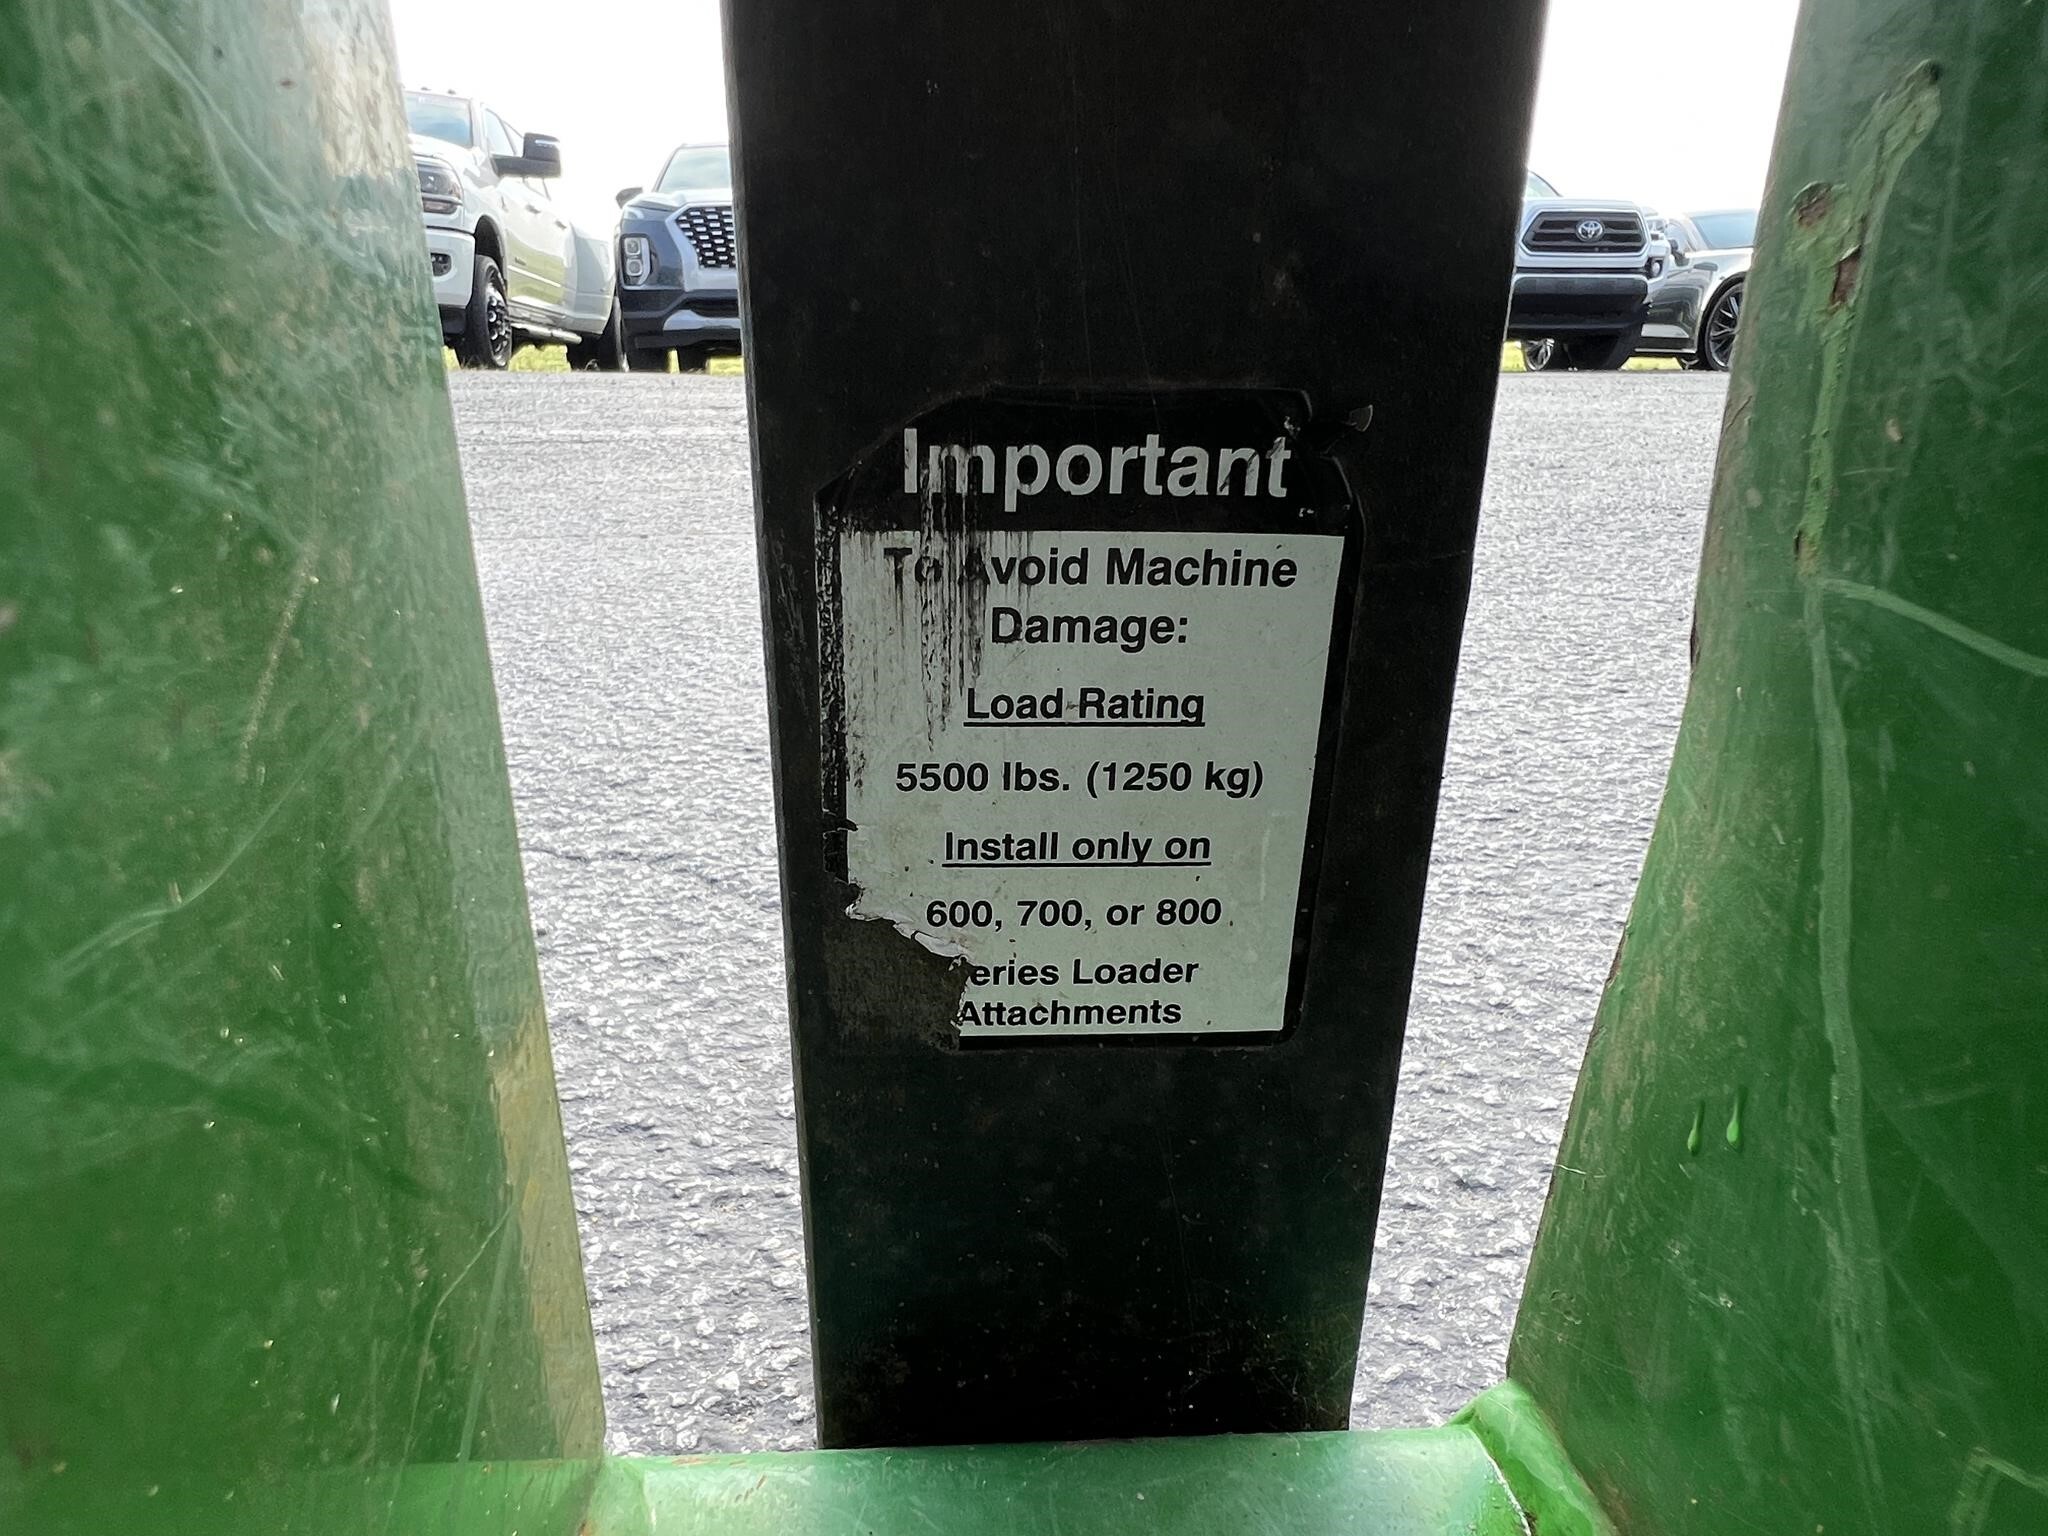 Important
To Avoid Machine
Damage:
Load Rating
5500 lbs. (1250 kg)
Install only on
600, 700, or 800
eries Loader
Attachments